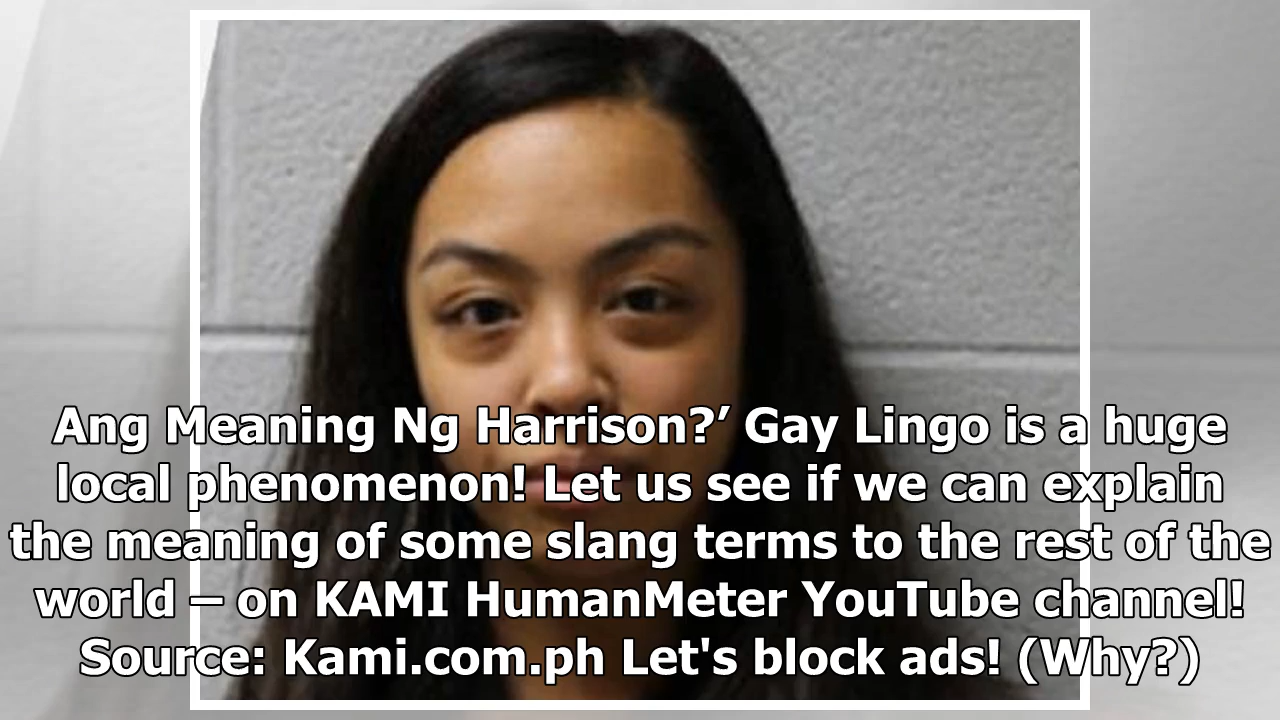 Ang Meaning Ng Harrison?’ Gay Lingo is a huge
local phenomenon! Let us see if we can explain
the meaning of some slang terms to the rest of the
world – on KAMI HumanMeter YouTube channel!
Source: Kami.com.ph Let's block ads! (Why?)